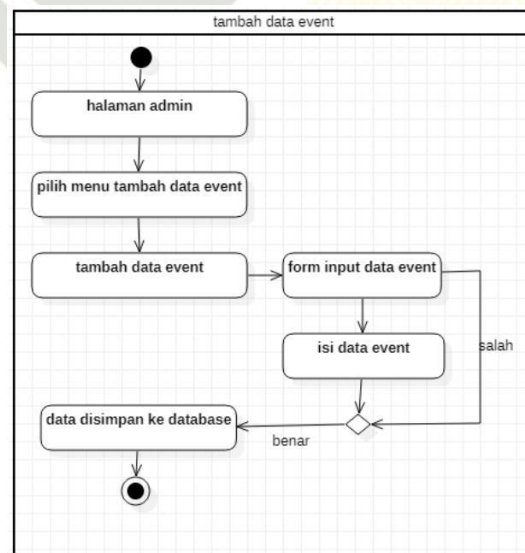 tambah data event
halaman admin
pilih menu tambah data event
tambah data event
form input data event
isi data event
salah
data disimpan ke database
benar